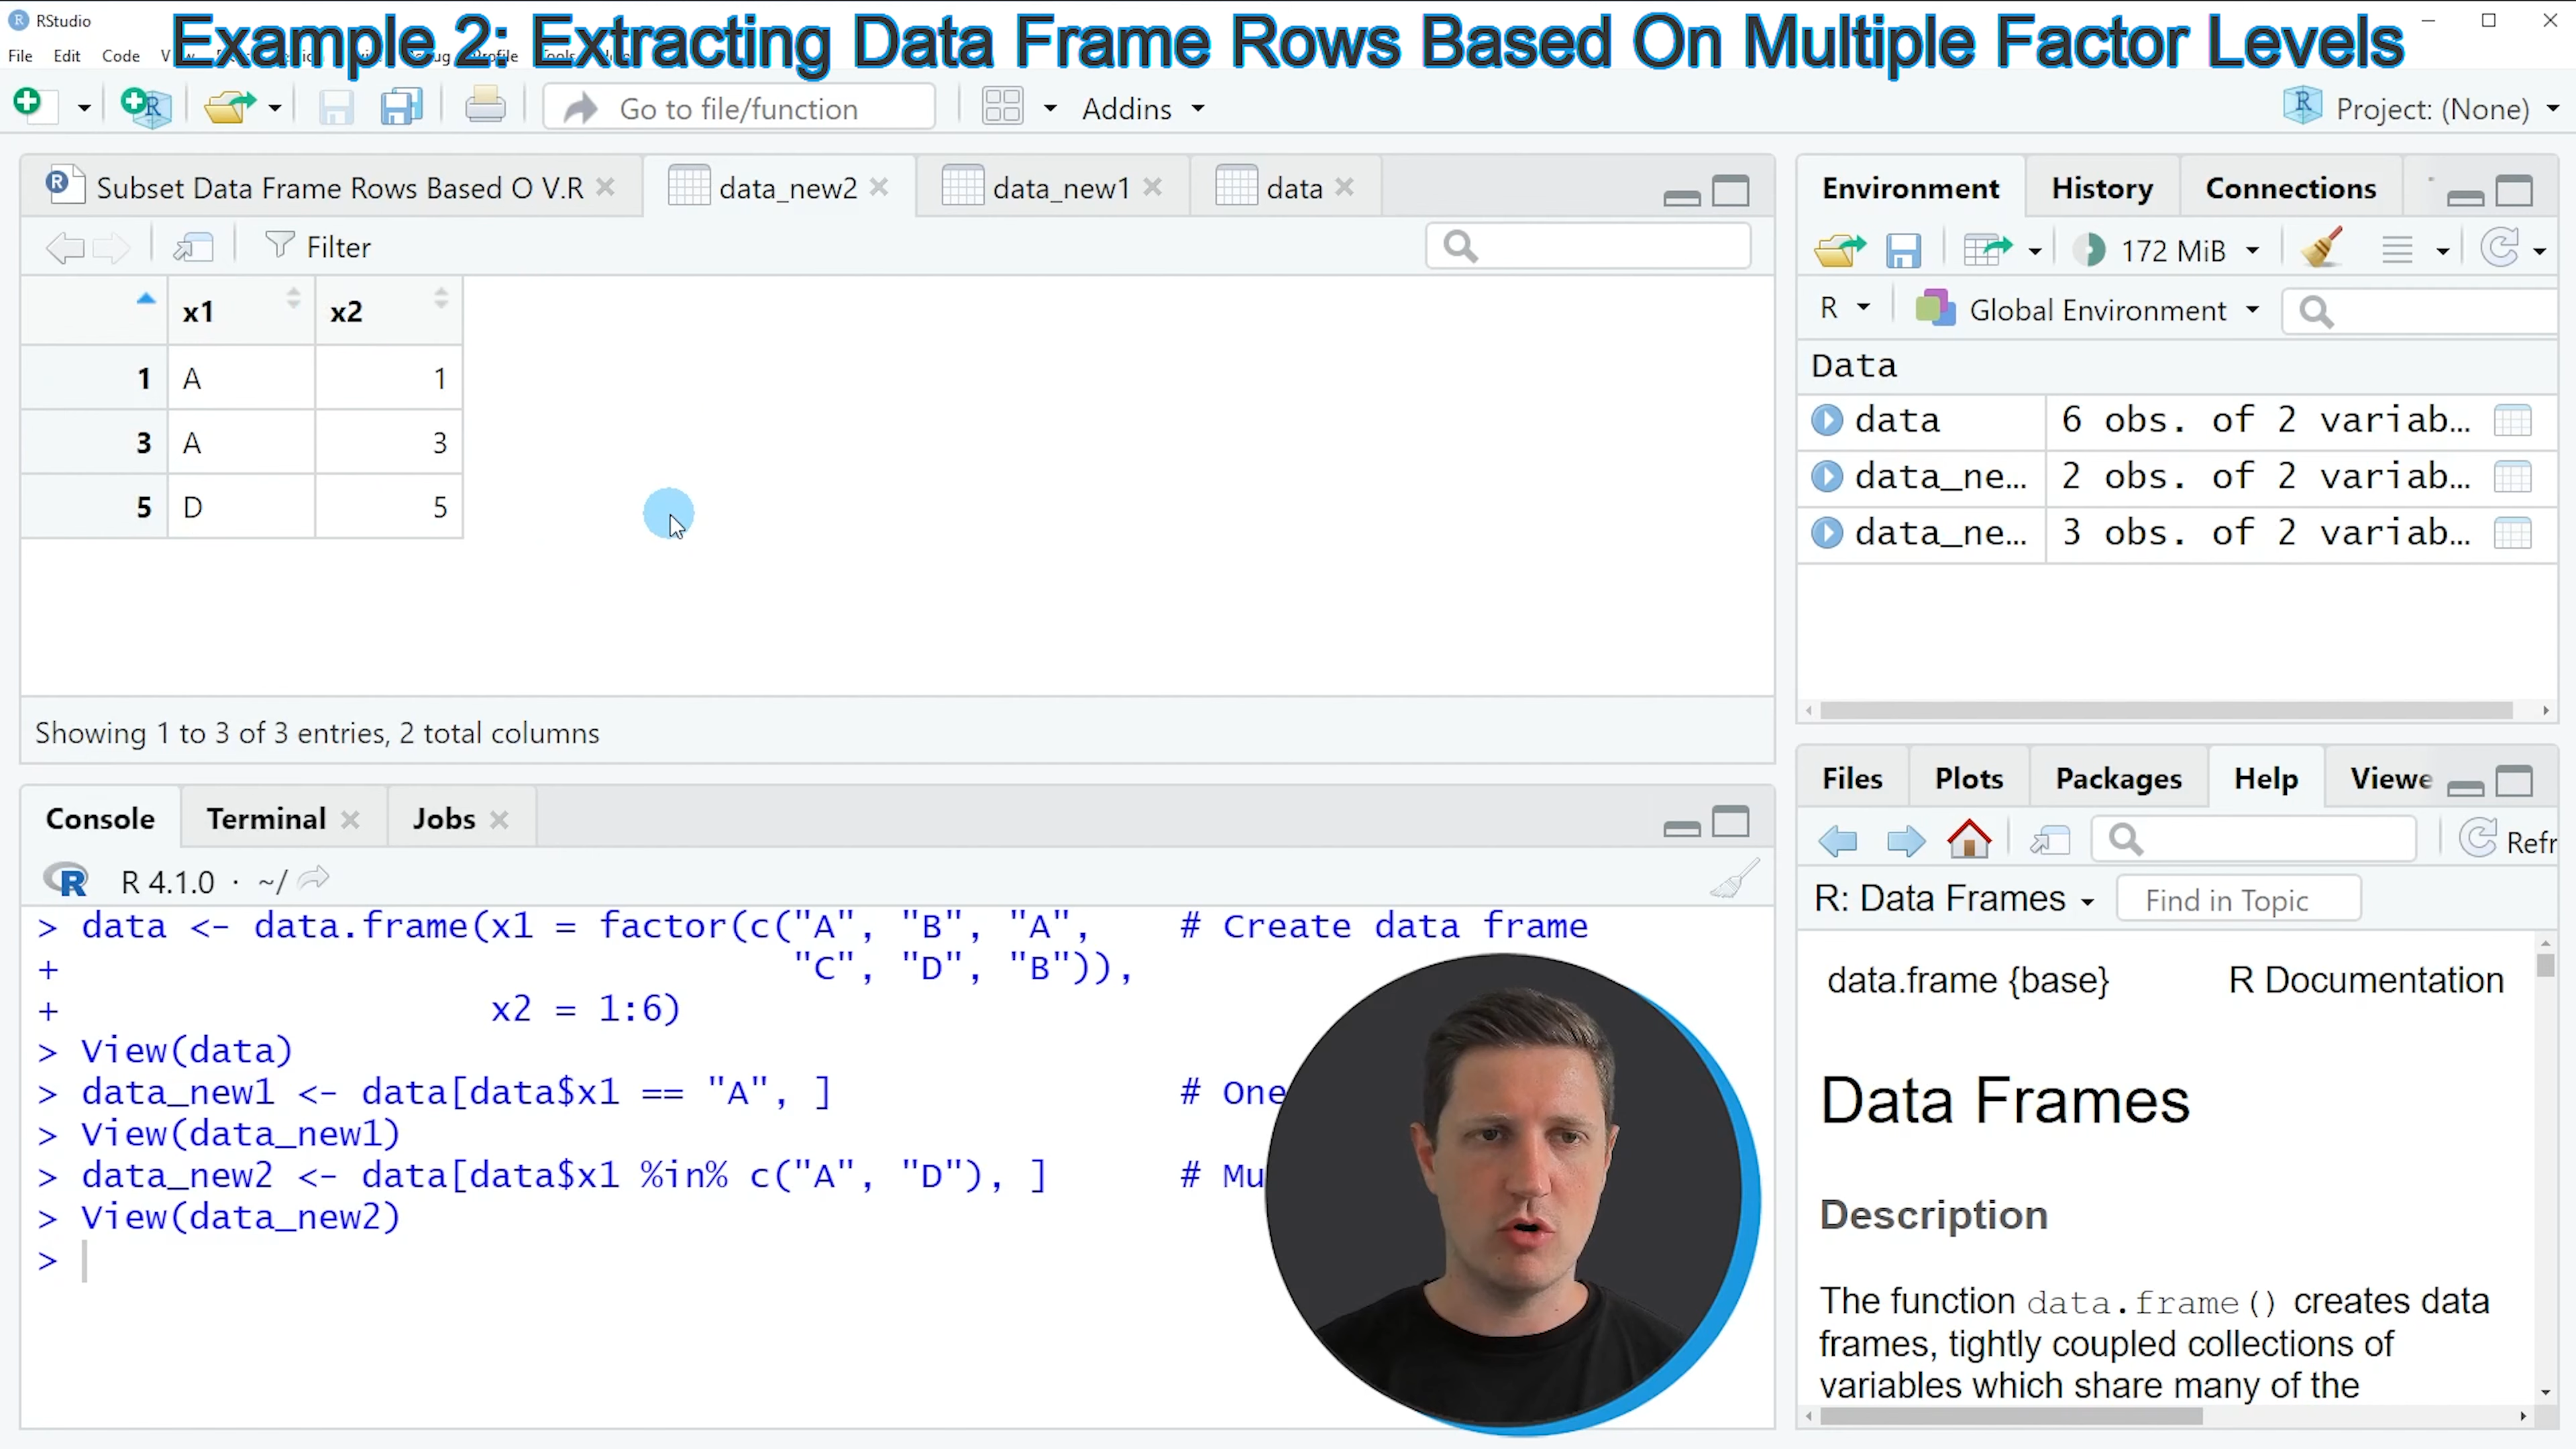 RStudio
Example 2: Extracting Data Frame Rows Based On Multiple Factor Levels
File Edit Code
Go to file/function
Addins
Project: (None)
Subset Data Frame Rows Based O V.R
data_new2
data_new1
data
Filter
x1 x2
1 A 1
3 A 3
5 D 5
Showing 1 to 3 of 3 entries, 2 total columns
Environment History Connections
172 MiB
R Global Environment
Data
data 6 obs. of 2 variab...
data_ne... 2 obs. of 2 variab...
data_ne... 3 obs. of 2 variab...
Console Terminal Jobs
R 4.1.0 · ~/
> data <- data.frame(x1 = factor(c("A", "B", "A", # Create data frame
+ "C", "D", "B")),
+ x2 = 1:6)
> View(data)
> data_new1 <- data[data$x1 == "A", ] # One
> View(data_new1)
> data_new2 <- data[data$x1 %in% c("A", "D"), ] # Mu
> View(data_new2)
>
Files Plots Packages Help Viewe
Refr
R: Data Frames Find in Topic
data.frame {base} R Documentation
Data Frames
Description
The function data.frame() creates data
frames, tightly coupled collections of
variables which share many of the